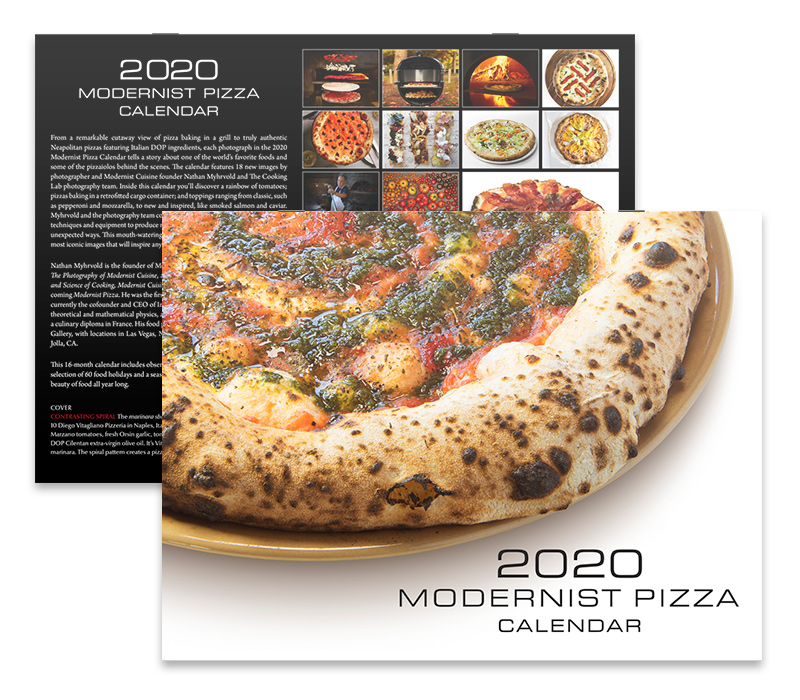 2020
MODERNIST PIZZA
CALENDAR
From a remarkable cutaway view of pizza baking in a grill to truly authentic
Neapolitan pizzas featuring Italian DOP ingredients, each photograph in the 2020
Modernist Pizza Calendar tells a story about one of the world's favorite foods and
some of the pizzaiolos behind the scenes. The calendar features 18 new images by
photographer and Modernist Cuisine founder Nathan Myhrvold and The Cooking
Lab photography team. Inside this calendar you'll discover a rainbow of tomatoes;
pizzas baking in a retrofitted cargo container; and toppings ranging from classic, such
as pepperoni and mozzarella, to new and inspired, like smoked salmon and caviar.
Myhrvold and the photography team
techniques and equipment to produce
unexpected ways. This mouth-watering
most iconic images that will inspire
Nathan Myhrvold is the founder of
The Photography of Modernist Cuisine,
and Science of Cooking, Modernist
coming Modernist Pizza. He was the
currently the cofounder and CEO of
theoretical and mathematical physics,
a culinary diploma in France. His food
Gallery, with locations in Las Vegas,
Jolla, CA.
This 16-month calendar includes
selection of 60 food holidays and a
beauty of food all year long.
COVER
CONTRASTING SPIRAL The marinara
10 Diego Vitagliano Pizzeria in Naples,
Marzano tomatoes, fresh Orsin garlic,
DOP Cilentan extra-virgin olive oil. It's
marinara. The spiral pattern creates a
2020
MODERNIST PIZZA
CALENDAR